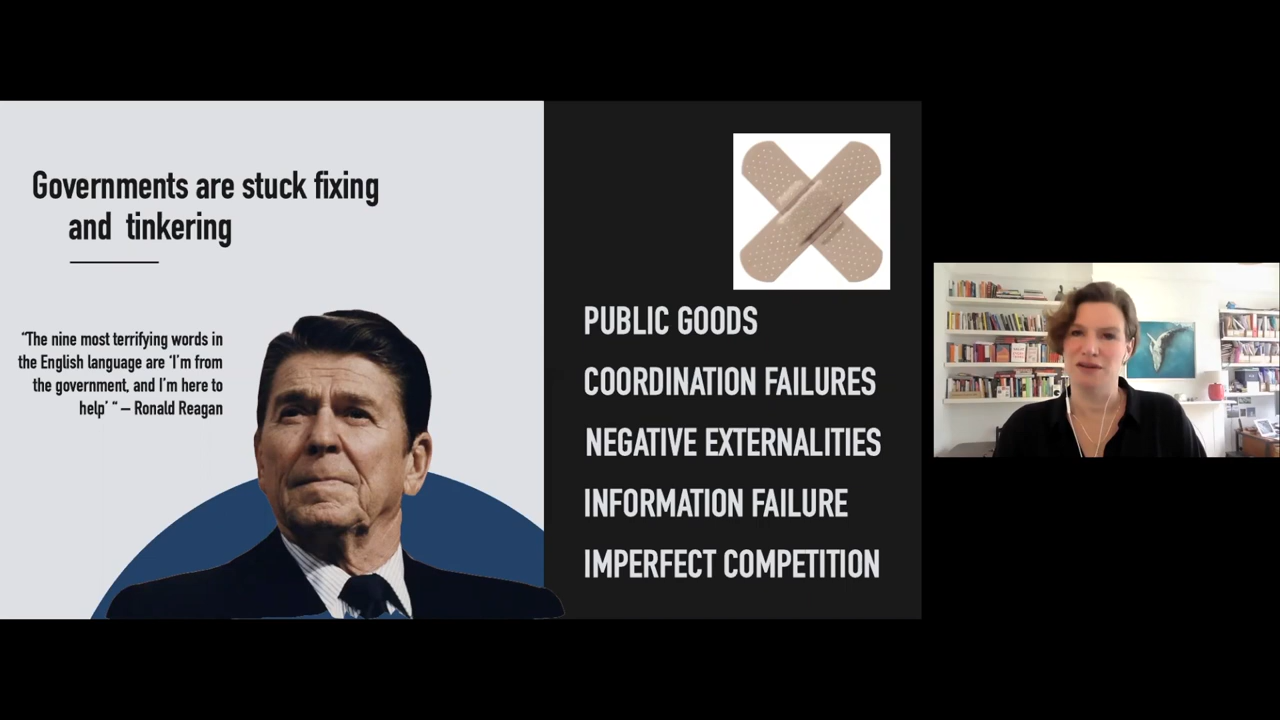 Governments are stuck fixing
and tinkering
“The nine most terrifying words in
the English language are ‘I’m from
the government, and I’m here to
help’ “ – Ronald Reagan
PUBLIC GOODS
COORDINATION FAILURES
NEGATIVE EXTERNALITIES
INFORMATION FAILURE
IMPERFECT COMPETITION